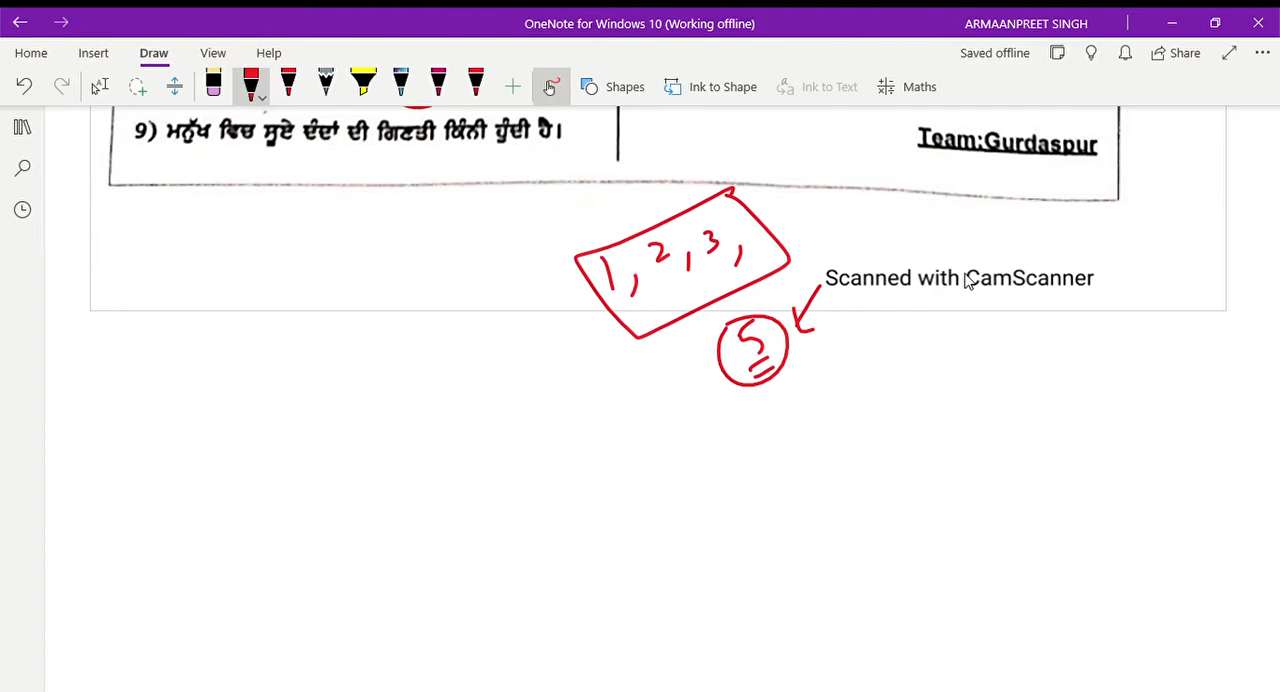 OneNote for Windows 10 (Working offline) ARMAANPREET SINGH
Home Insert Draw View Help Saved offline Share
Shapes Ink to Shape Ink to Text Maths
9) ਮਨੁੱਖ ਵਿਚ ਸੂਏ ਦੰਦਾਂ ਦੀ ਗਿਣਤੀ ਕਿੰਨੀ ਹੁੰਦੀ ਹੈ।
Team:Gurdaspur
1, 2, 3,
Scanned with CamScanner
5